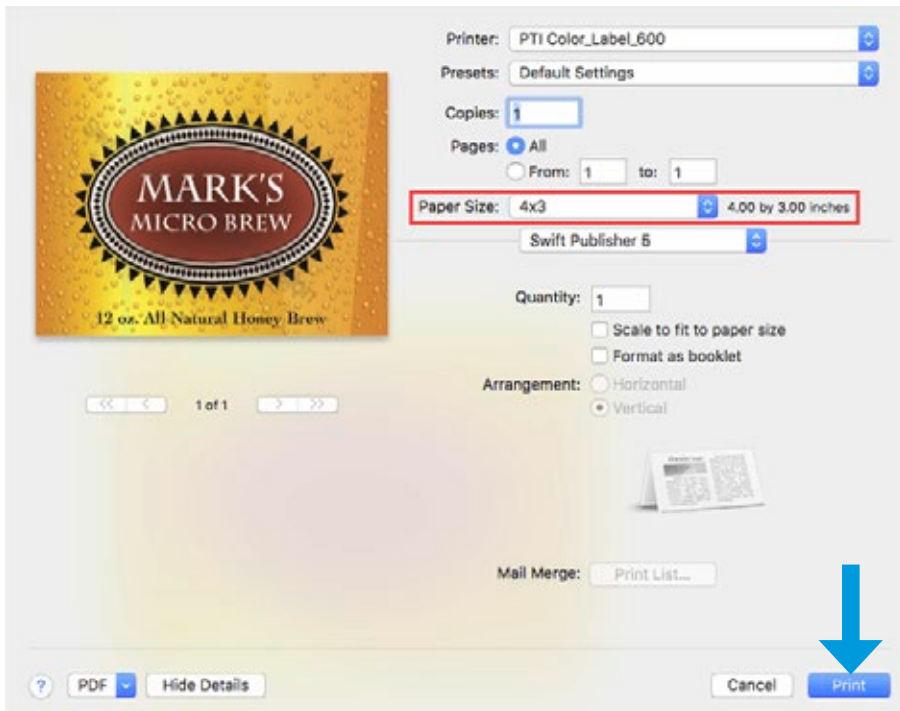 Printer: PTI Color_Label_600
Presets: Default Settings
Copies: 1
Pages: All
From: 1 to: 1
Paper Size: 4x3 4.00 by 3.00 inches
Swift Publisher 5
MARK'S
MICRO BREW
12 oz. All Natural Honey Brew
Quantity: 1
Scale to fit to paper size
Format as booklet
Arrangement: Horizontal
Vertical
<< < 1 of 1 > >>
Mail Merge: Print List...
? PDF Hide Details Cancel Print